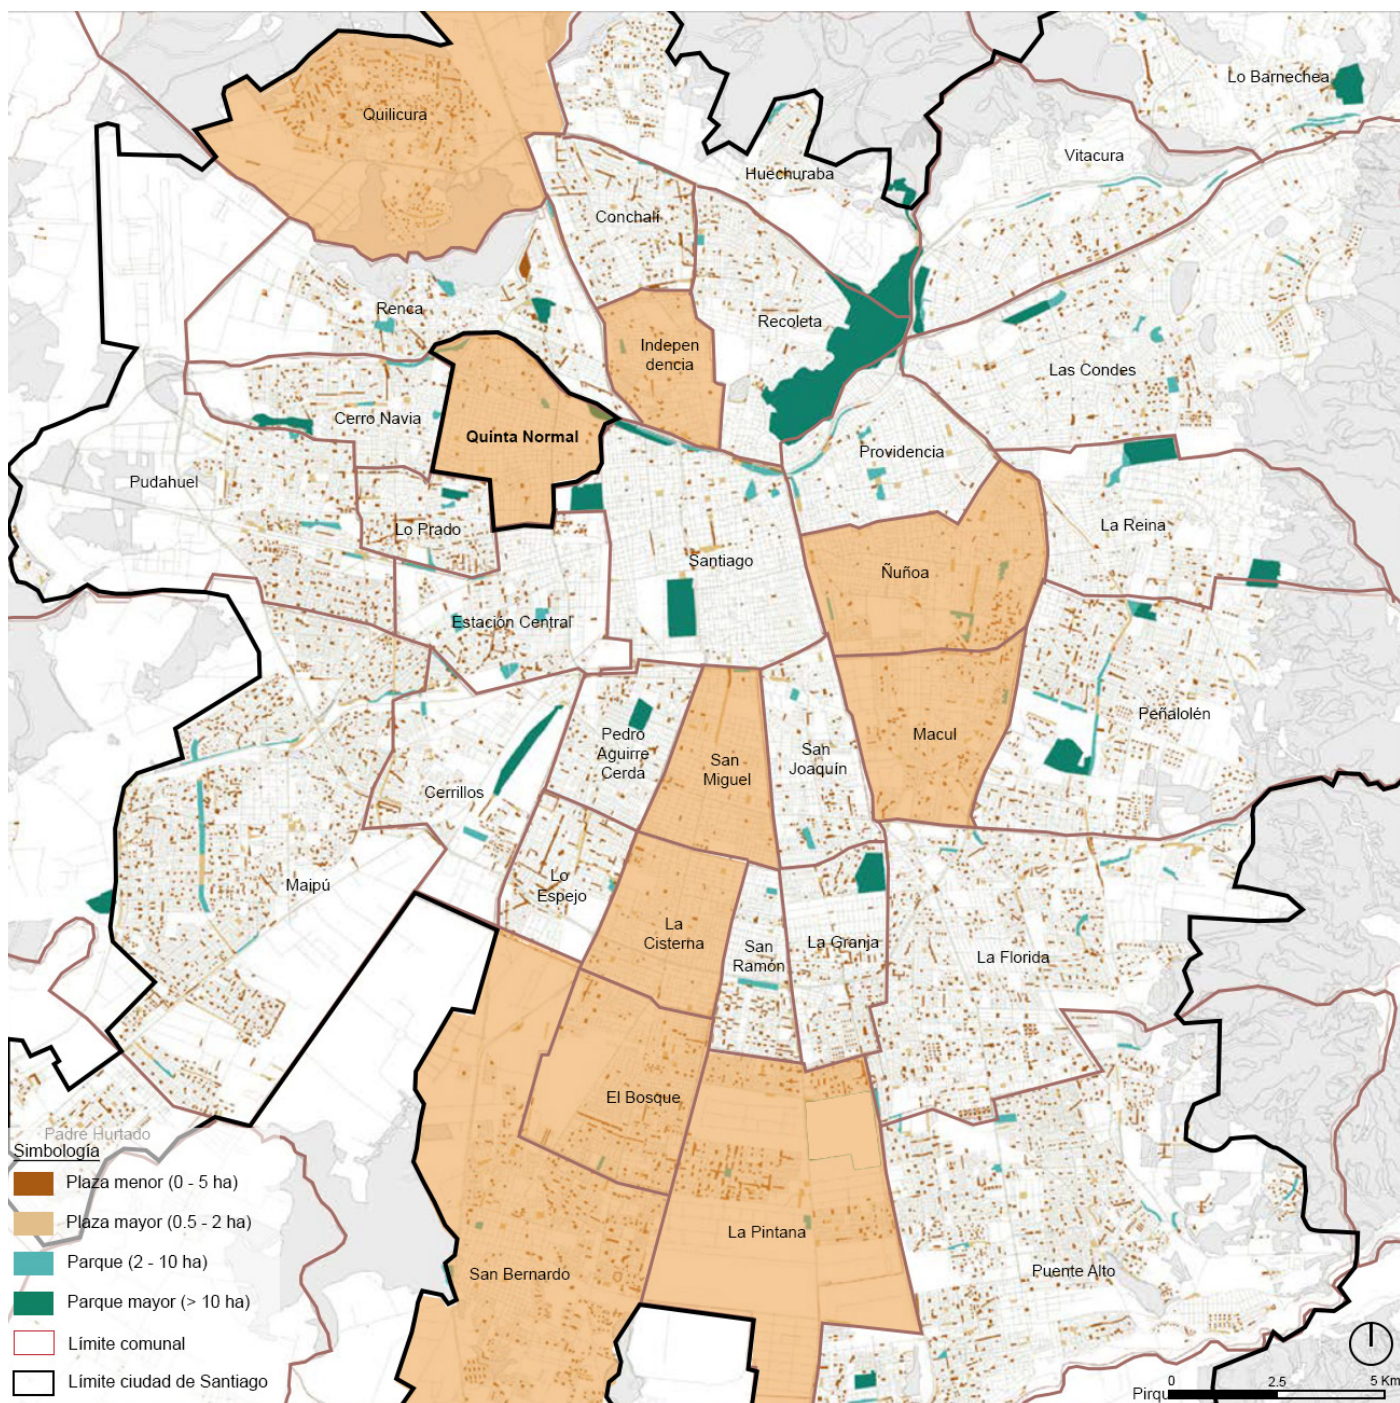 Lo Barnechea
Quilicura
Vitacura
Huechuraba
Conchalí
Renca
Recoleta
Indepen
dencia
Las Condes
Cerro Navia
Quinta Normal
Providencia
Pudahuel
Lo Prado
La Reina
Santiago
Ñuñoa
Estación Central
Peñalolén
Pedro
Aguirre
Cerda
San
Miguel
San
Joaquín
Macul
Cerrillos
Maipú
Lo
Espejo
La
Cisterna
San
Ramón
La Granja
La Florida
El Bosque
Padre Hurtado
La Pintana
San Bernardo
Puente Alto
Simbología
Plaza menor (0 - 5 ha)
Plaza mayor (0.5 - 2 ha)
Parque (2 - 10 ha)
Parque mayor (> 10 ha)
Límite comunal
Límite ciudad de Santiago
Pirqu
0 2.5 5 Km